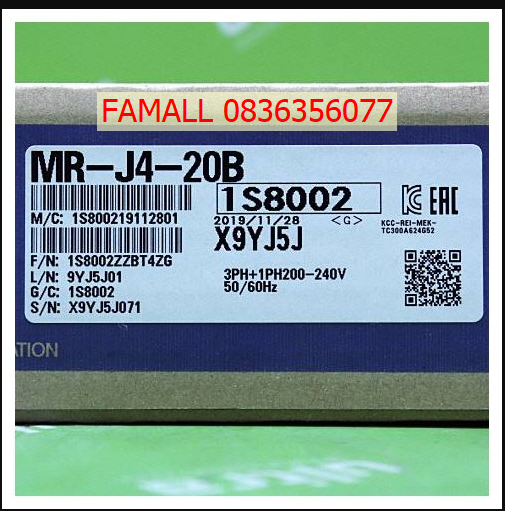 FAMALL 0836356077
MR-J4-20B
1S8002
M/C: 1S800219112801
2019/11/28 <G>
KCC-REI-MEK-
TC300A624G52
X9YJ5J
F/N: 1S8002ZZBT4ZG
L/N: 9YJ5J01
G/C: 1S8002
S/N: X9YJ5J071
3PH+1PH200-240V
50/60Hz
EAC
ATION